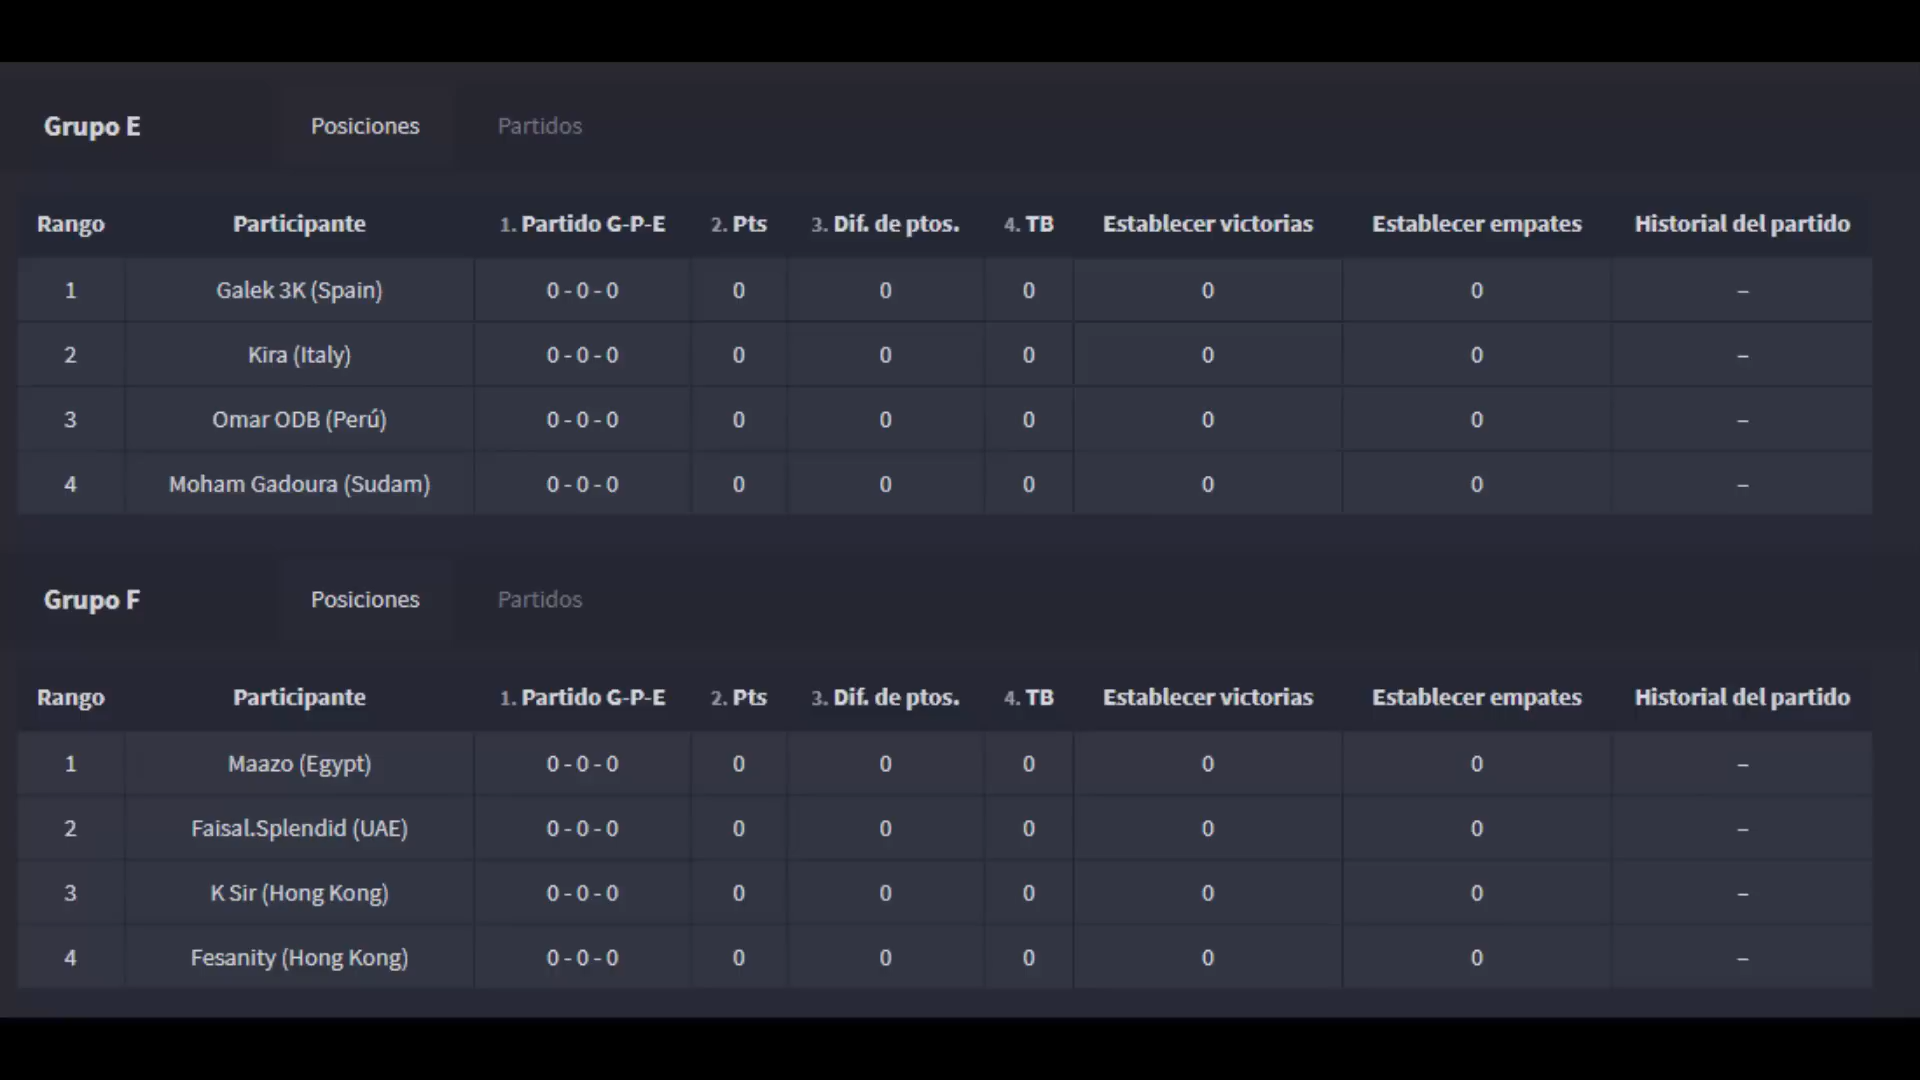 Grupo E Posiciones Partidos
Rango Participante 1. Partido G-P-E 2. Pts 3. Dif. de ptos. 4. TB Establecer victorias Establecer empates Historial del partido
1 Galek 3K (Spain) 0 - 0 - 0 0 0 0 0 0 –
2 Kira (Italy) 0 - 0 - 0 0 0 0 0 0 –
3 Omar ODB (Perú) 0 - 0 - 0 0 0 0 0 0 –
4 Moham Gadoura (Sudam) 0 - 0 - 0 0 0 0 0 0 –
Grupo F Posiciones Partidos
Rango Participante 1. Partido G-P-E 2. Pts 3. Dif. de ptos. 4. TB Establecer victorias Establecer empates Historial del partido
1 Maazo (Egypt) 0 - 0 - 0 0 0 0 0 0 –
2 Faisal.Splendid (UAE) 0 - 0 - 0 0 0 0 0 0 –
3 K Sir (Hong Kong) 0 - 0 - 0 0 0 0 0 0 –
4 Fesanity (Hong Kong) 0 - 0 - 0 0 0 0 0 0 –